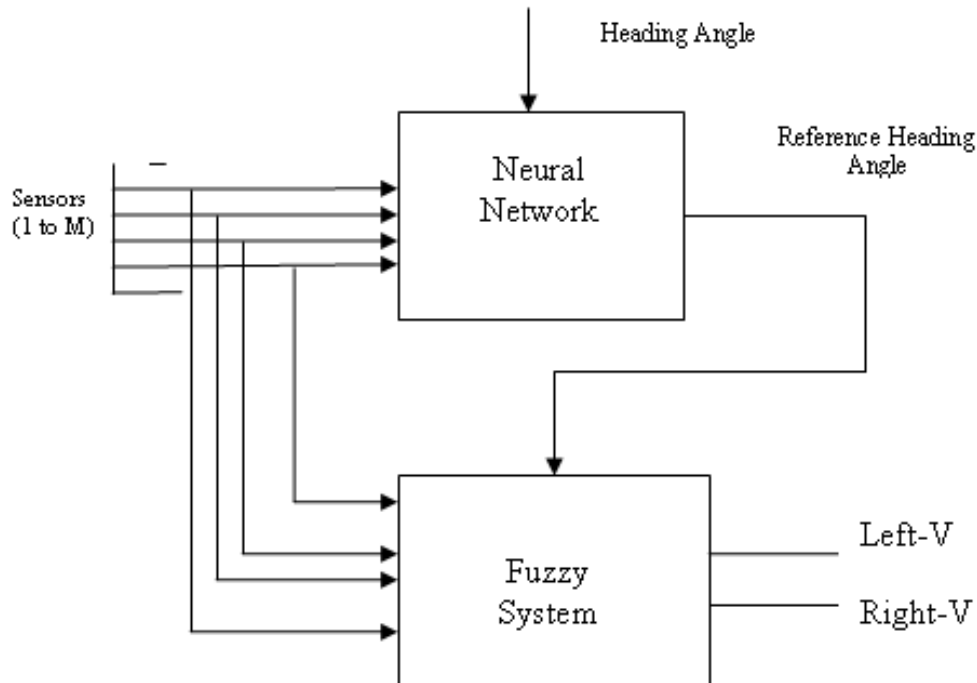 Heading Angle
Reference Heading
Angle
Neural
Network
Sensors
(1 to M)
Fuzzy
System
Left-V
Right-V